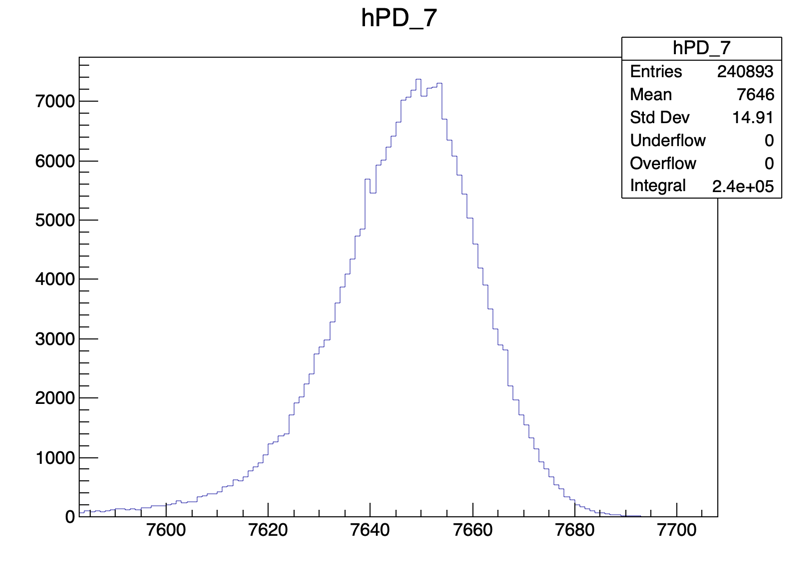 hPD_7
hPD_7
Entries 240893
Mean 7646
Std Dev 14.91
Underflow 0
Overflow 0
Integral 2.4e+05
7000
6000
5000
4000
3000
2000
1000
0
7600 7620 7640 7660 7680 7700